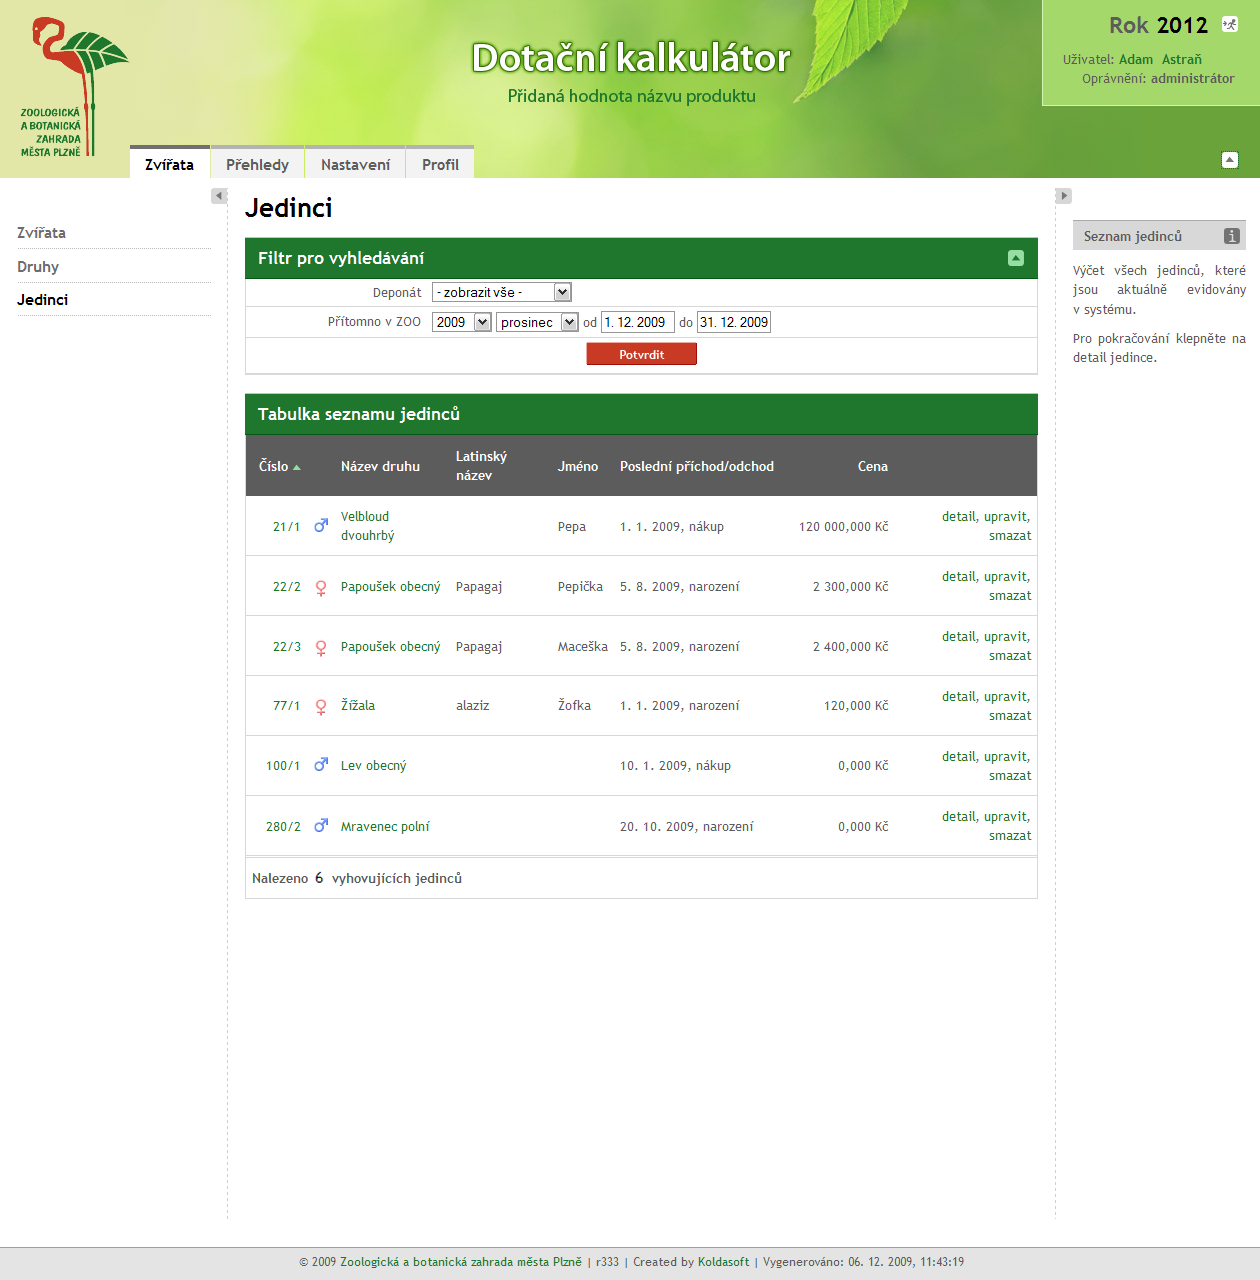 ZOOLOGICKÁ
A BOTANICKÁ
ZAHRADA
MĚSTA PLZNĚ
Dotační kalkulátor
Přidaná hodnota názvu produktu
Rok 2012
Uživatel: Adam Astraň
Oprávnění: administrátor
Zvířata Přehledy Nastavení Profil
Zvířata
Druhy
Jedinci
Jedinci
Filtr pro vyhledávání
Deponát - zobrazit vše -
Přítomno v ZOO 2009 prosinec od 1. 12. 2009 do 31. 12. 2009
Potvrdit
Tabulka seznamu jedinců
Číslo Název druhu Latinský název Jméno Poslední příchod/odchod Cena
21/1 Velbloud dvouhrbý Pepa 1. 1. 2009, nákup 120 000,000 Kč detail, upravit, smazat
22/2 Papoušek obecný Papagaj Pepička 5. 8. 2009, narození 2 300,000 Kč detail, upravit, smazat
22/3 Papoušek obecný Papagaj Maceška 5. 8. 2009, narození 2 400,000 Kč detail, upravit, smazat
77/1 Žížala alaziz Žofka 1. 1. 2009, narození 120,000 Kč detail, upravit, smazat
100/1 Lev obecný 10. 1. 2009, nákup 0,000 Kč detail, upravit, smazat
280/2 Mravenec polní 20. 10. 2009, narození 0,000 Kč detail, upravit, smazat
Nalezeno 6 vyhovujících jedinců
Seznam jedinců
Výčet všech jedinců, které
jsou aktuálně evidovány
v systému.
Pro pokračování klepněte na
detail jedince.
© 2009 Zoologická a botanická zahrada města Plzně | r333 | Created by Koldasoft | Vygenerováno: 06. 12. 2009, 11:43:19